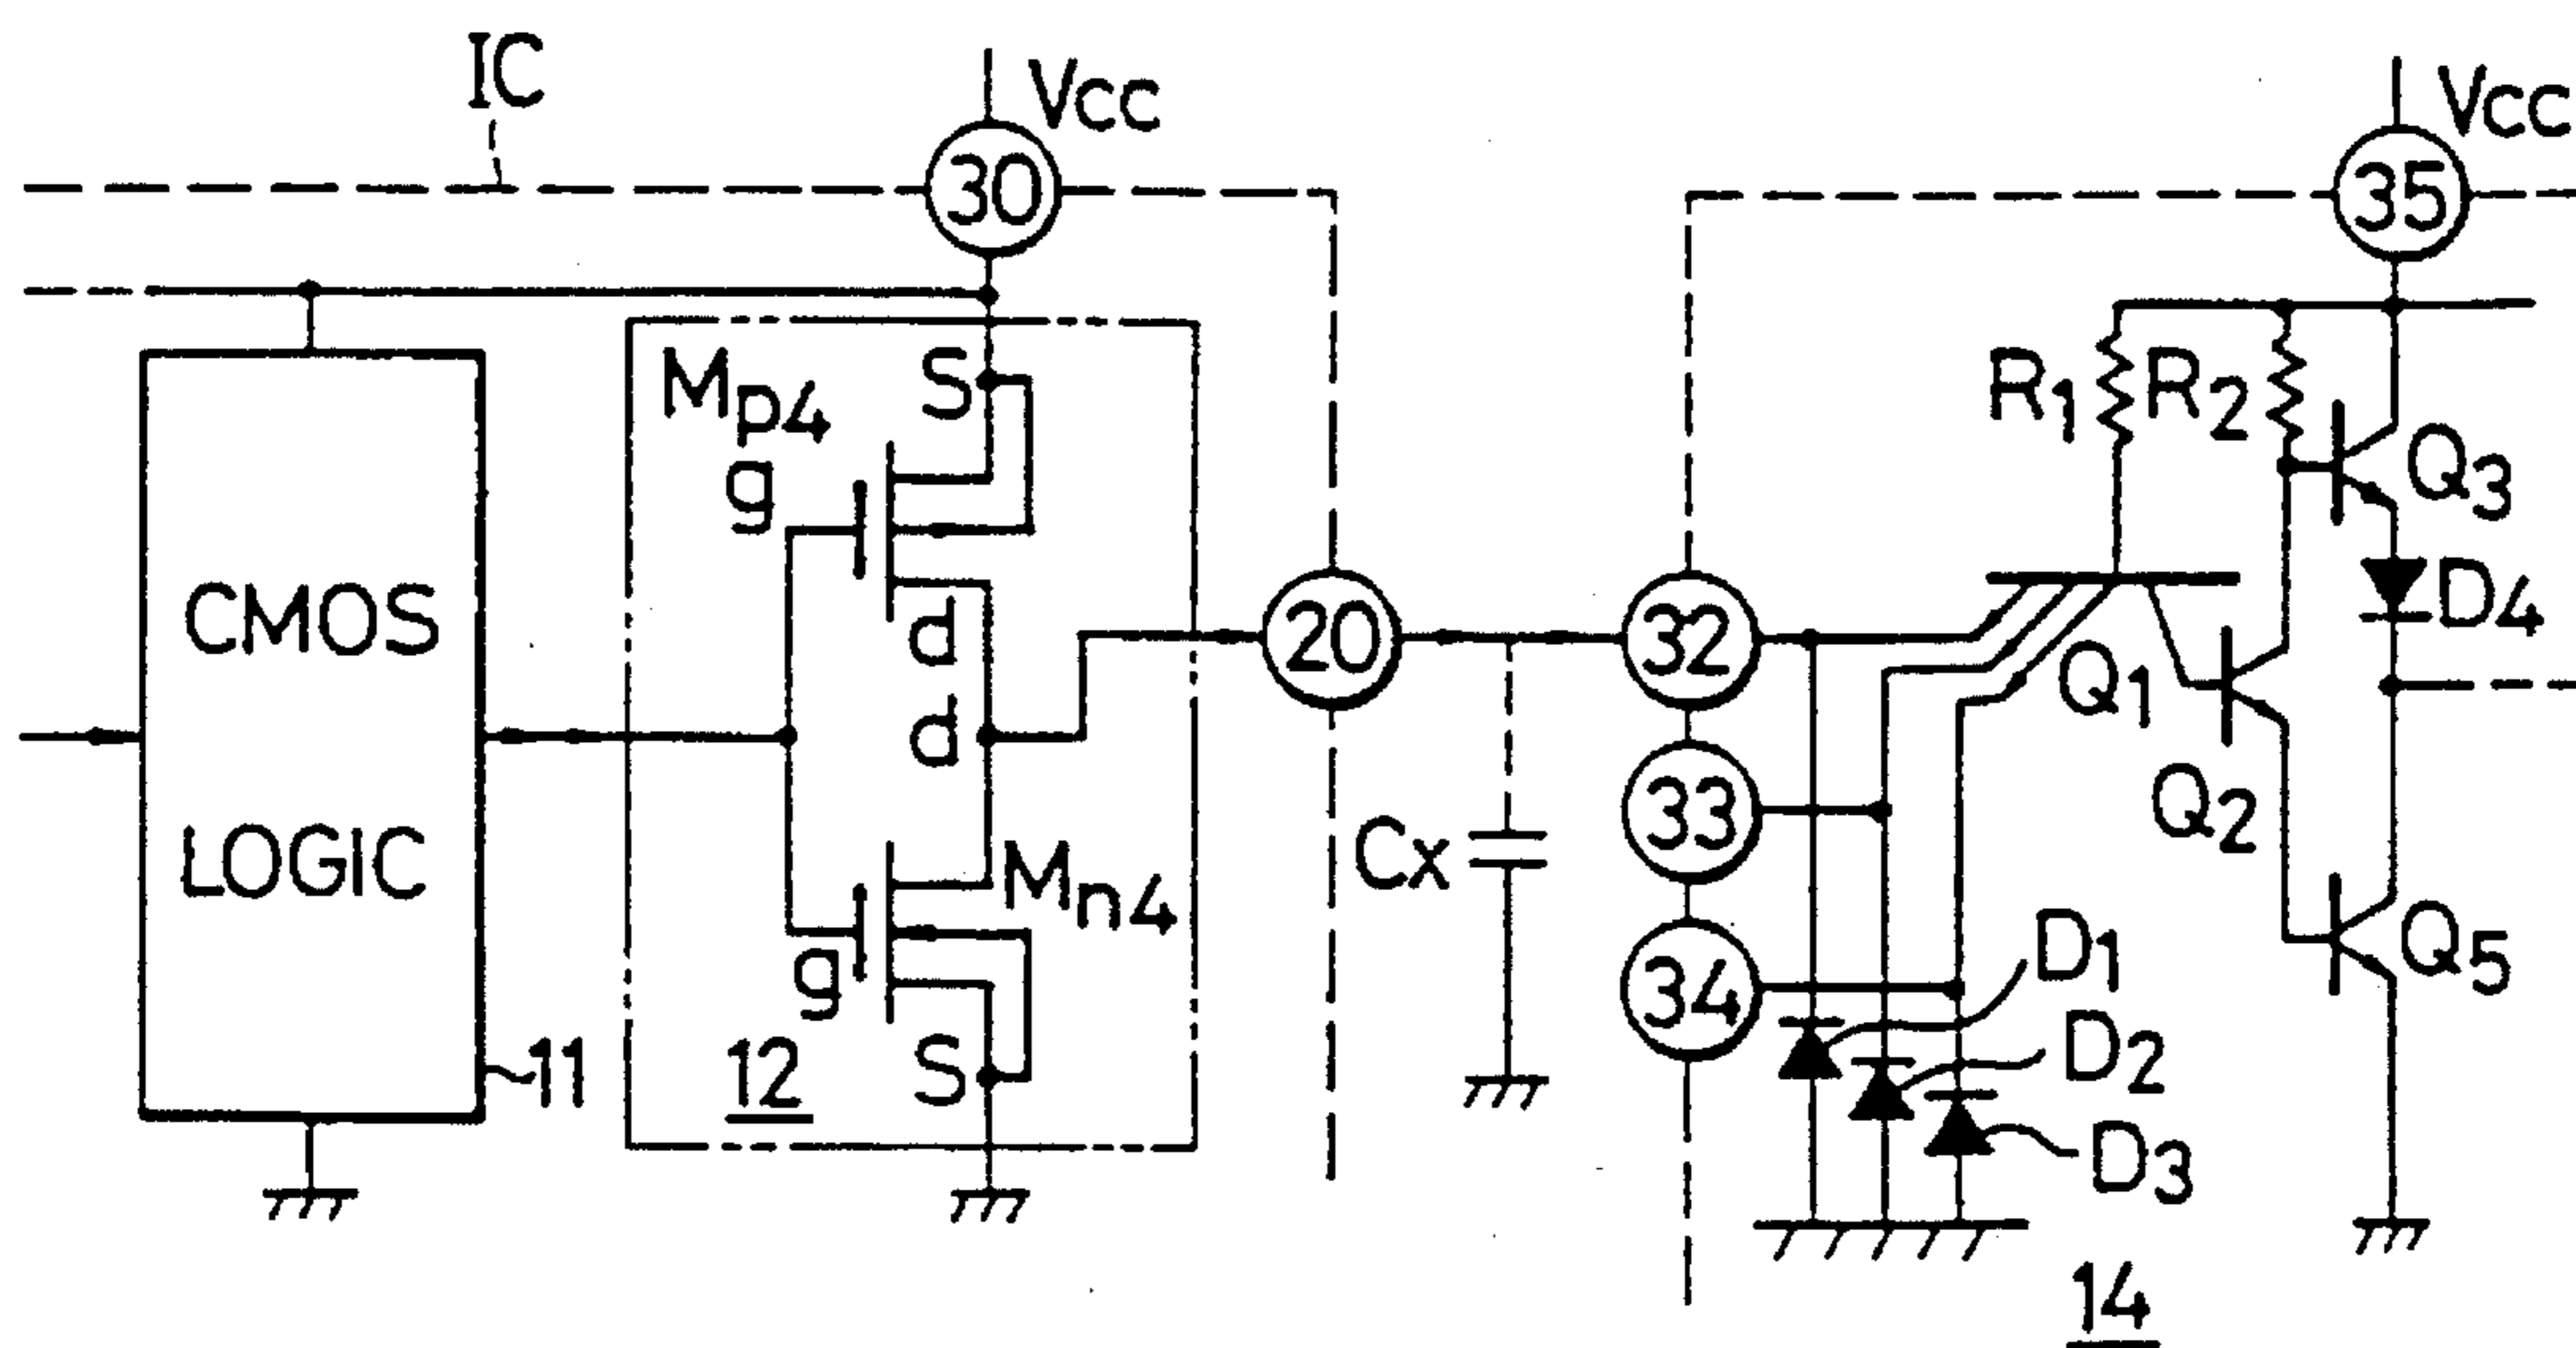 IC
Vcc
30
Vcc
35
Mp4
S
g
d
d
Mn4
g
S
12
CMOS
LOGIC
11
20
Cx
32
33
34
R1
R2
Q3
D4
Q1
Q2
Q5
D1
D2
D3
14